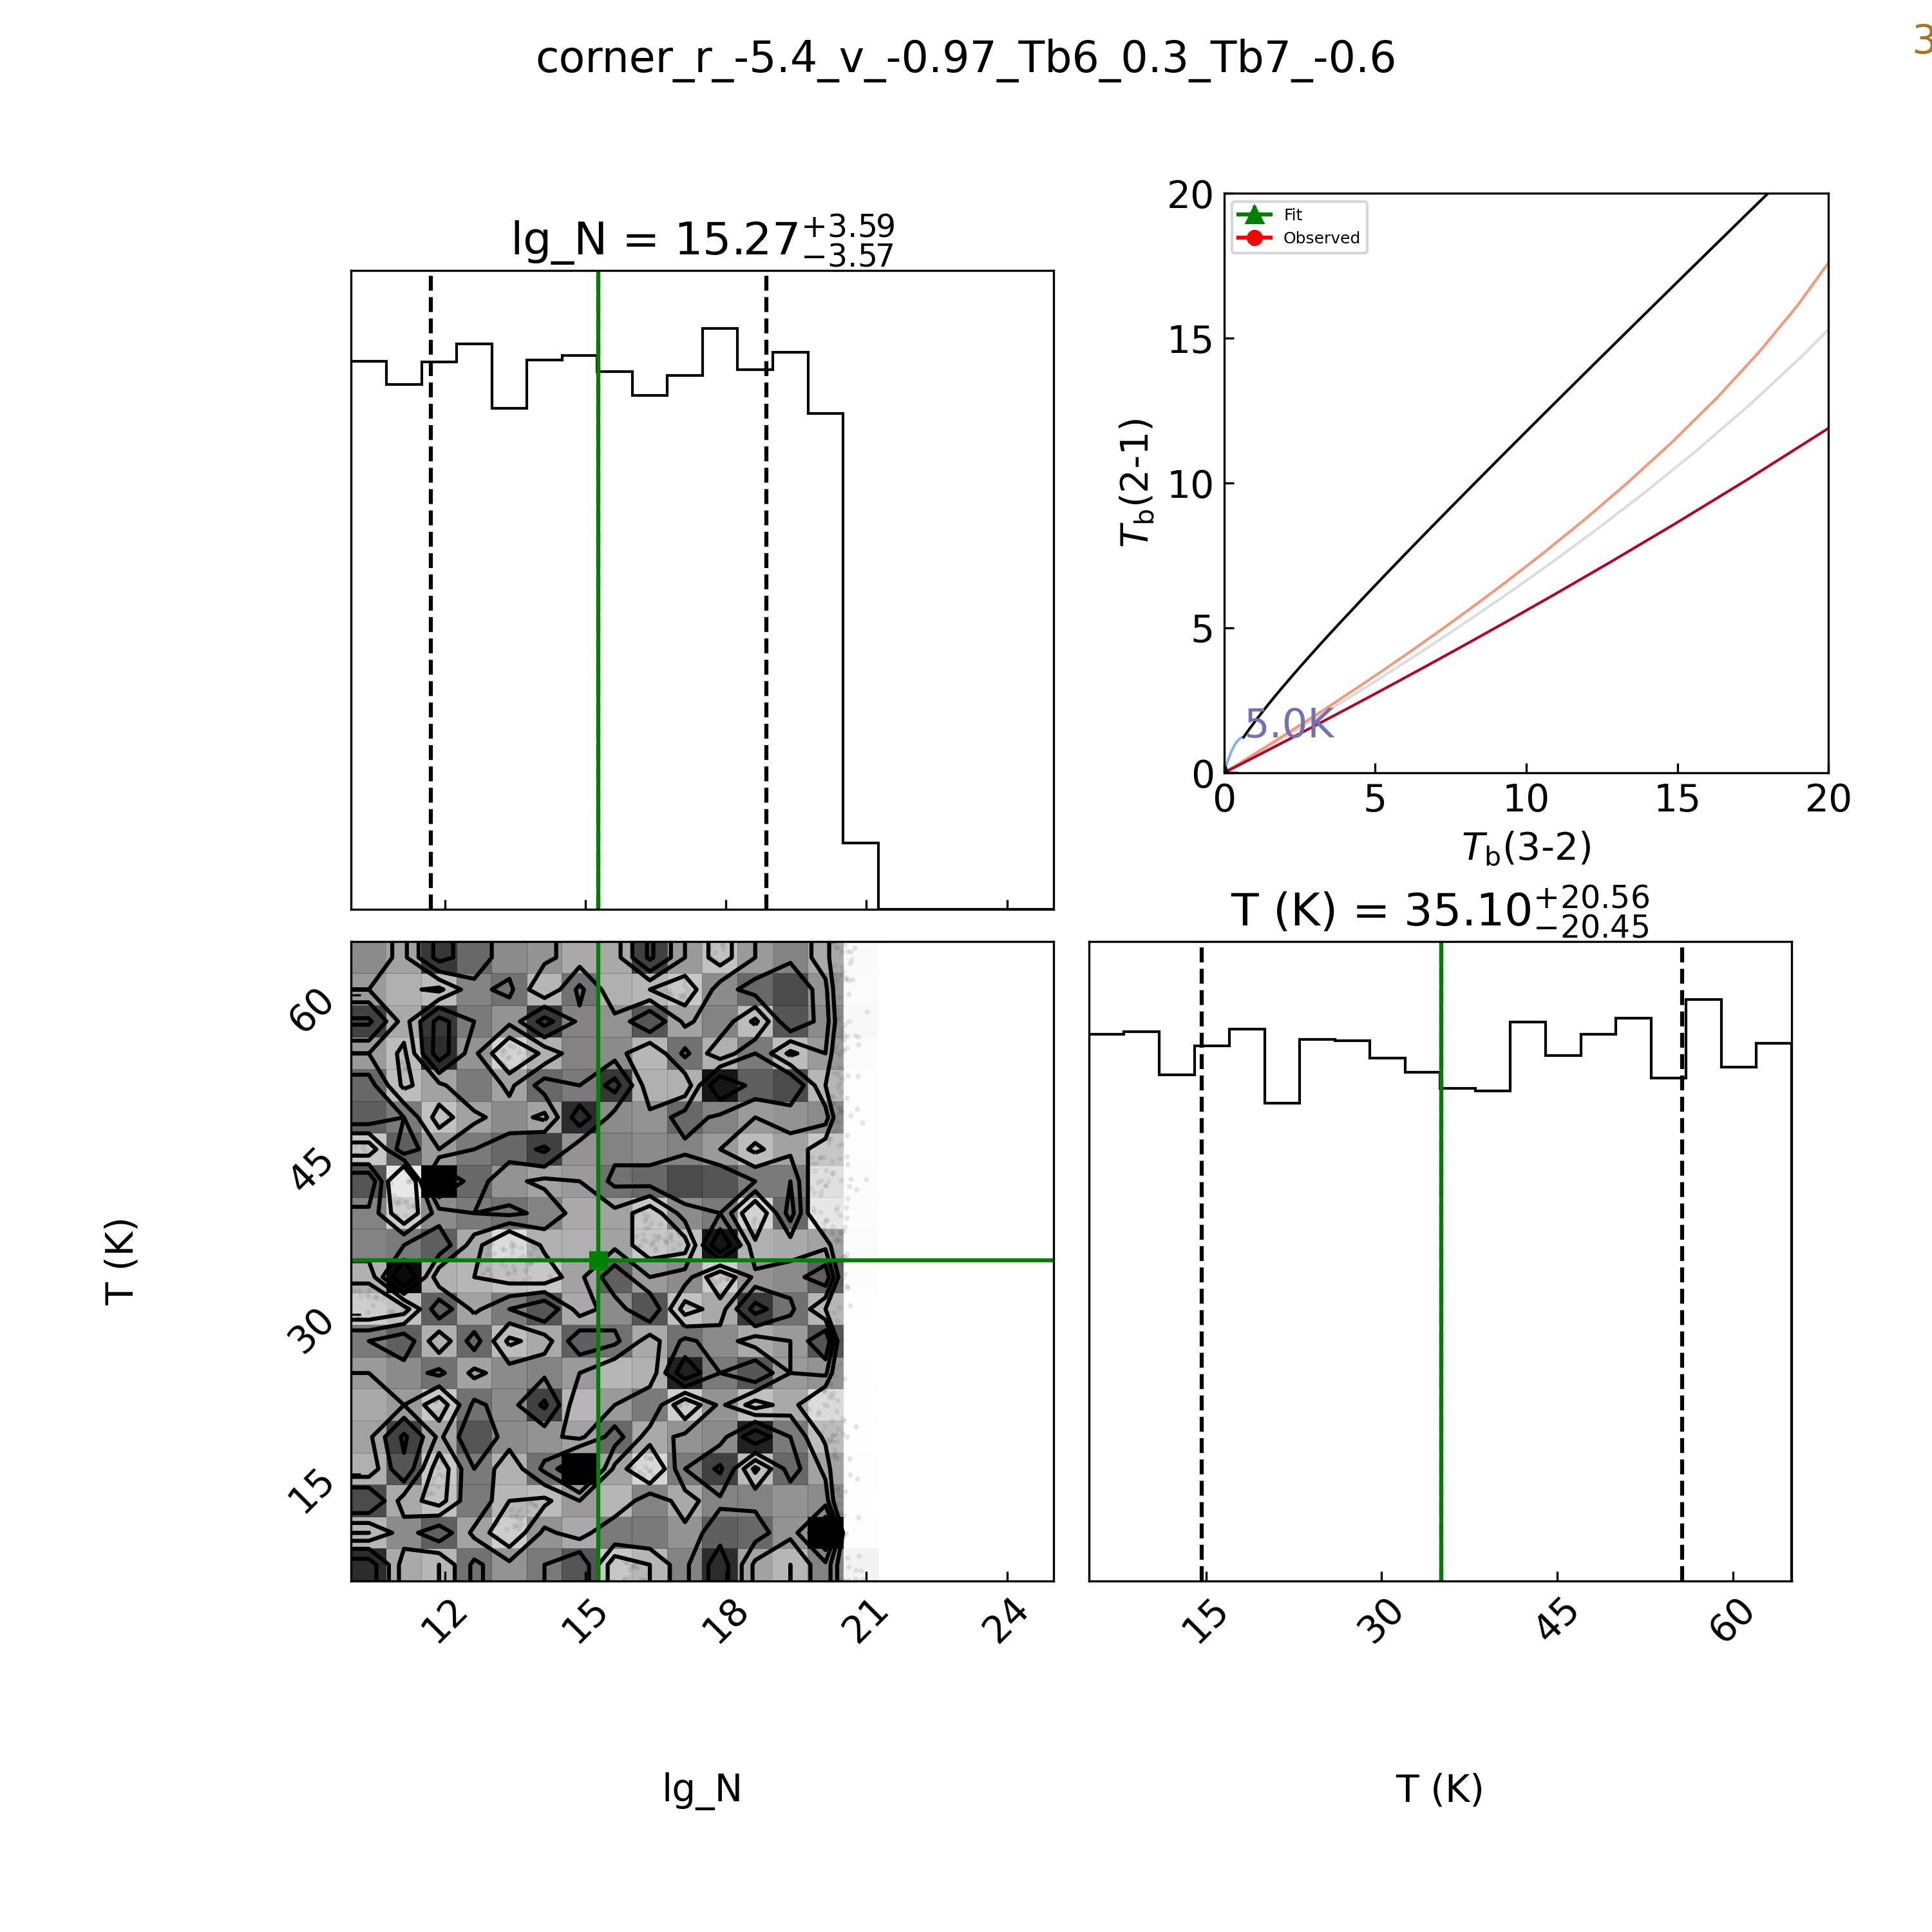 corner_r_-5.4_v_-0.97_Tb6_0.3_Tb7_-0.6
3
lg_N = 15.27+3.59−3.57
20
15
10
5
0
Tb(2-1)
Fit
Observed
5.0K
0 5 10 15 20
Tb(3-2)
T (K) = 35.10+20.56−20.45
60
45
30
15
T (K)
12 15 18 21 24
lg_N
15 30 45 60
T (K)